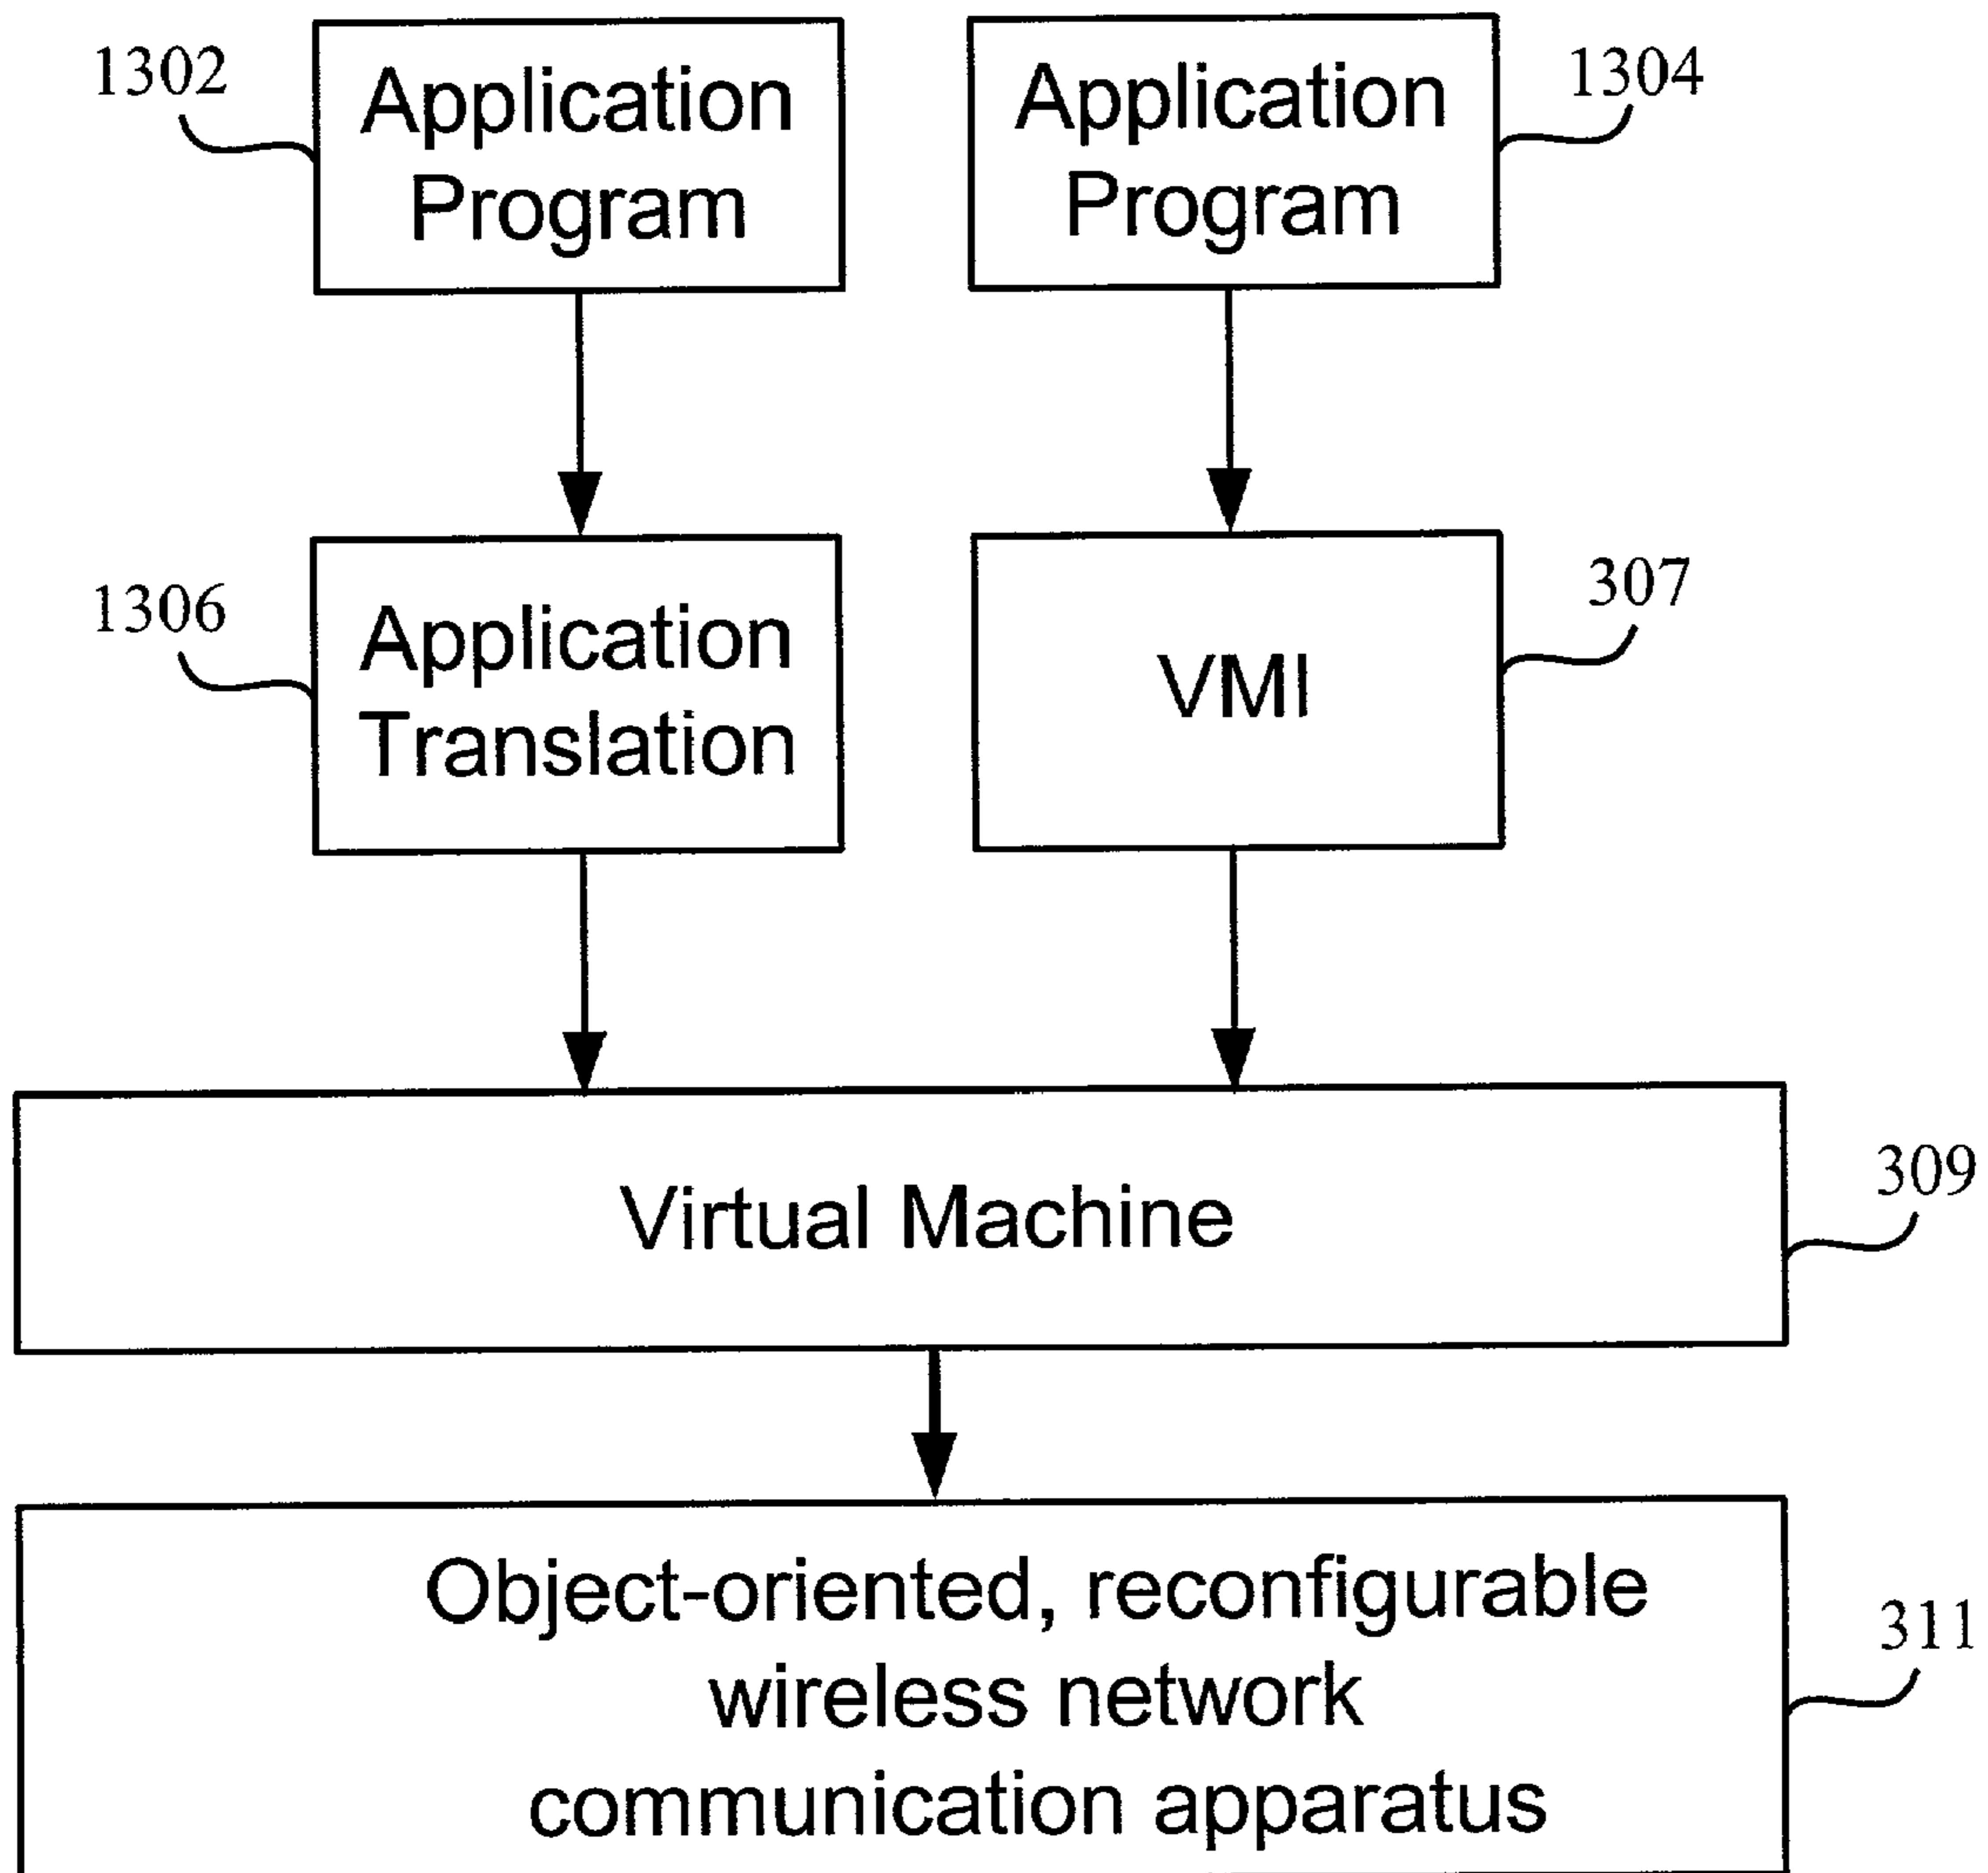 1302
Application
Program
Application
Program
1304
1306
Application
Translation
VMI
307
Virtual Machine
309
Object-oriented, reconfigurable
wireless network
communication apparatus
311